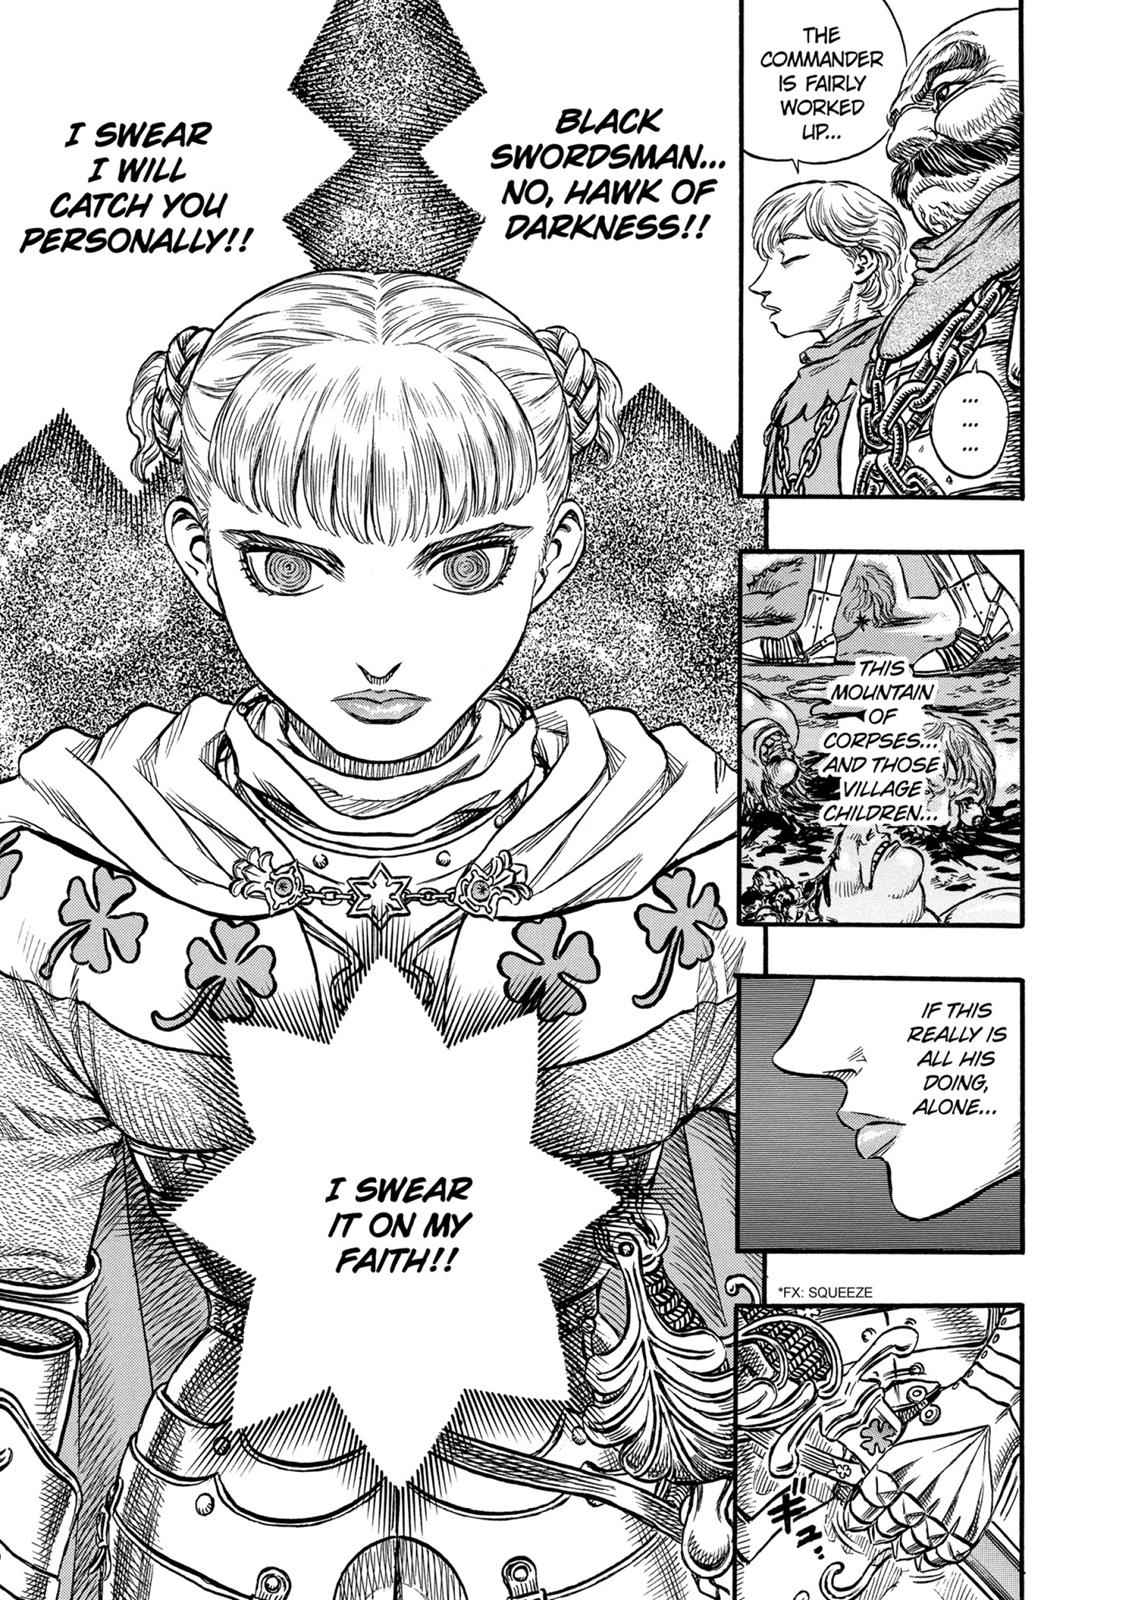 THE
COMMANDER
IS FAIRLY
WORKED
UP...
...
...
...
THIS
MOUNTAIN
OF
CORPSES...
AND THOSE
VILLAGE
CHILDREN...
IF THIS
REALLY IS
ALL HIS
DOING,
ALONE...
*FX: SQUEEZE
ギュ..
BLACK
SWORDSMAN...
NO, HAWK OF
DARKNESS!!
I SWEAR
I WILL
CATCH YOU
PERSONALLY!!
I SWEAR
IT ON MY
FAITH!!